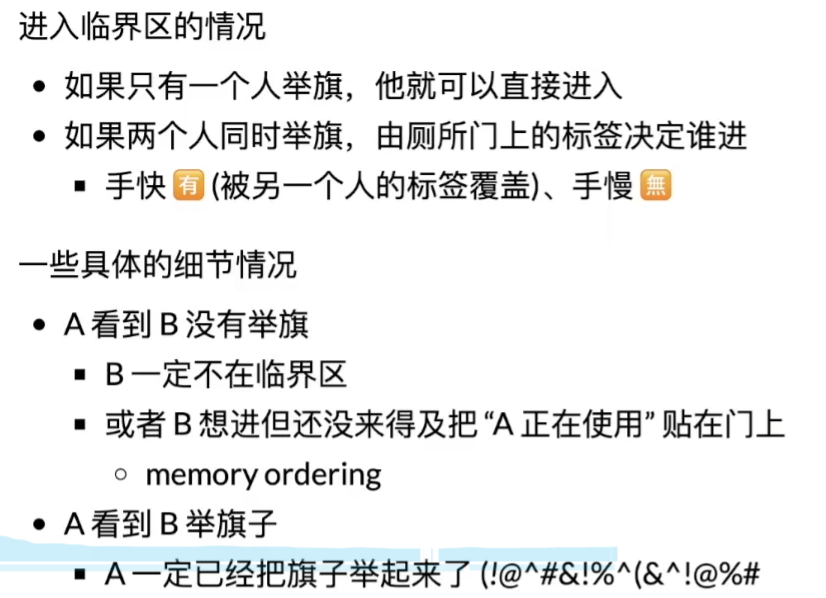 进入临界区的情况
• 如果只有一个人举旗，他就可以直接进入
• 如果两个人同时举旗，由厕所门上的标签决定谁进
▪ 手快 🈶 (被另一个人的标签覆盖)、手慢 🈚
一些具体的细节情况
• A 看到 B 没有举旗
▪ B 一定不在临界区
▪ 或者 B 想进但还没来得及把 “A 正在使用” 贴在门上
◦ memory ordering
• A 看到 B 举旗子
▪ A 一定已经把旗子举起来了 (!@^#&!%^(&^!@%#